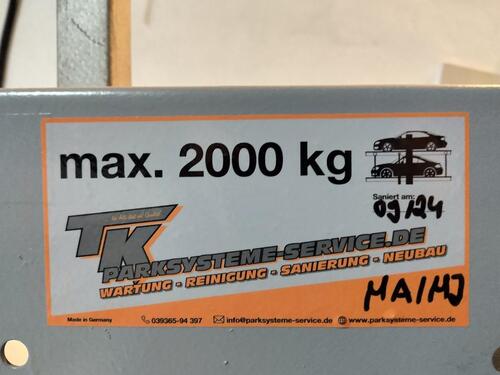 max. 2000 kg
Saniert am:
09/24
TK
PARKSYSTEME-SERVICE.DE
WARTUNG - REINIGUNG - SANIERUNG - NEUBAU
MA/MJ
Made in Germany
039365-94 397
info@parksysteme-service.de
www.parksysteme-service.de